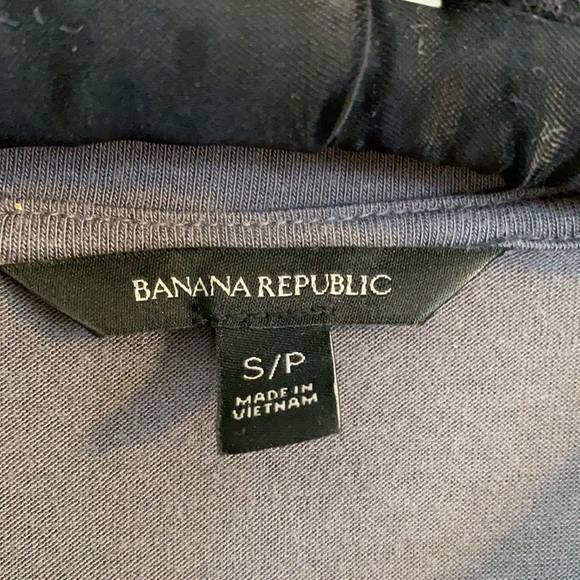 BANANA REPUBLIC
S/P
MADE IN
VIETNAM